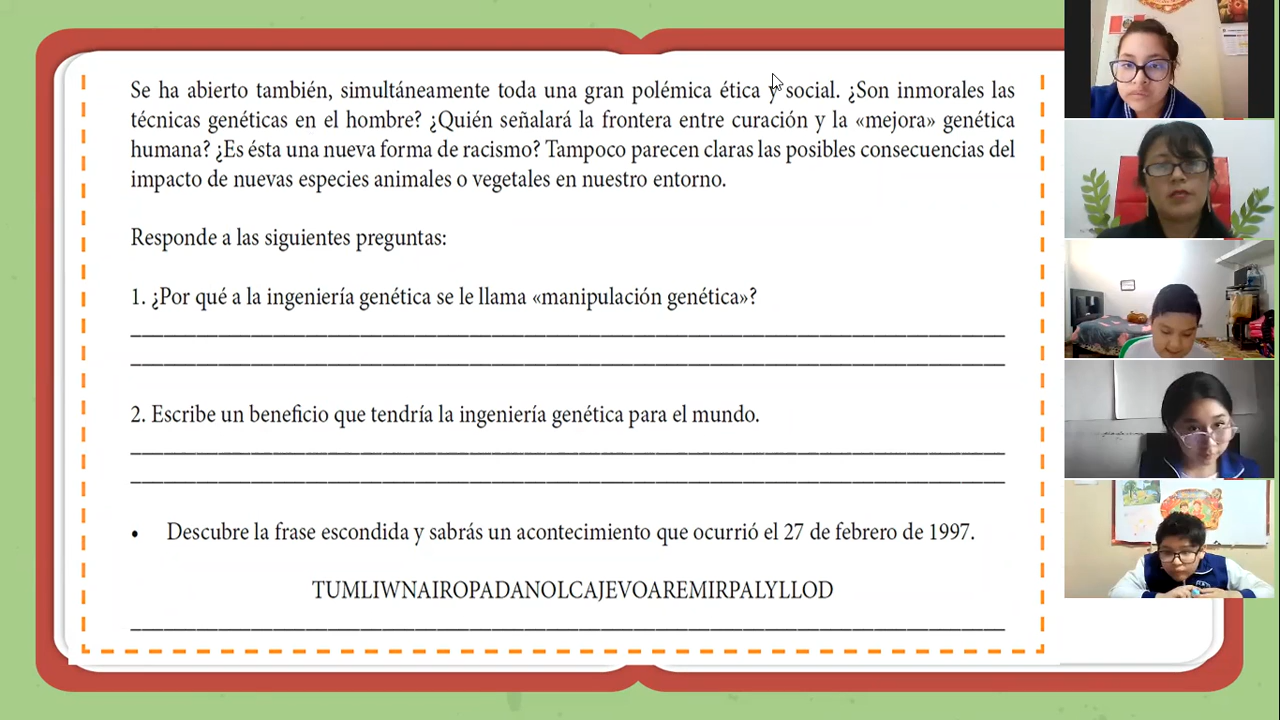 Se ha abierto también, simultáneamente toda una gran polémica ética y social. ¿Son inmorales las
técnicas genéticas en el hombre? ¿Quién señalará la frontera entre curación y la «mejora» genética
humana? ¿Es ésta una nueva forma de racismo? Tampoco parecen claras las posibles consecuencias del
impacto de nuevas especies animales o vegetales en nuestro entorno.
Responde a las siguientes preguntas:
1. ¿Por qué a la ingeniería genética se le llama «manipulación genética»?
2. Escribe un beneficio que tendría la ingeniería genética para el mundo.
• Descubre la frase escondida y sabrás un acontecimiento que ocurrió el 27 de febrero de 1997.
TUMLIWNAIROPADANOLCAJEVOAREMIRPALYLLOD